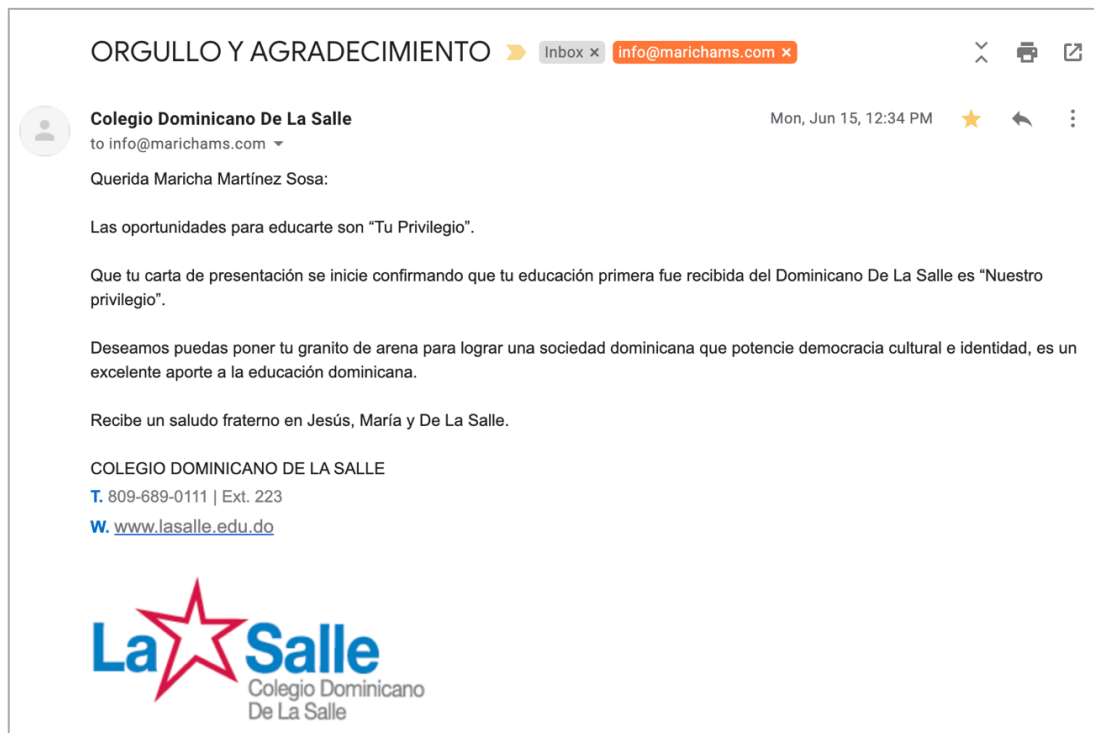 ORGULLO Y AGRADECIMIENTO Inbox × info@marichams.com ×
Colegio Dominicano De La Salle Mon, Jun 15, 12:34 PM
to info@marichams.com
Querida Maricha Martínez Sosa:
Las oportunidades para educarte son “Tu Privilegio”.
Que tu carta de presentación se inicie confirmando que tu educación primera fue recibida del Dominicano De La Salle es “Nuestro
privilegio”.
Deseamos puedas poner tu granito de arena para lograr una sociedad dominicana que potencie democracia cultural e identidad, es un
excelente aporte a la educación dominicana.
Recibe un saludo fraterno en Jesús, María y De La Salle.
COLEGIO DOMINICANO DE LA SALLE
T. 809-689-0111 | Ext. 223
W. www.lasalle.edu.do
La Salle
Colegio Dominicano
De La Salle